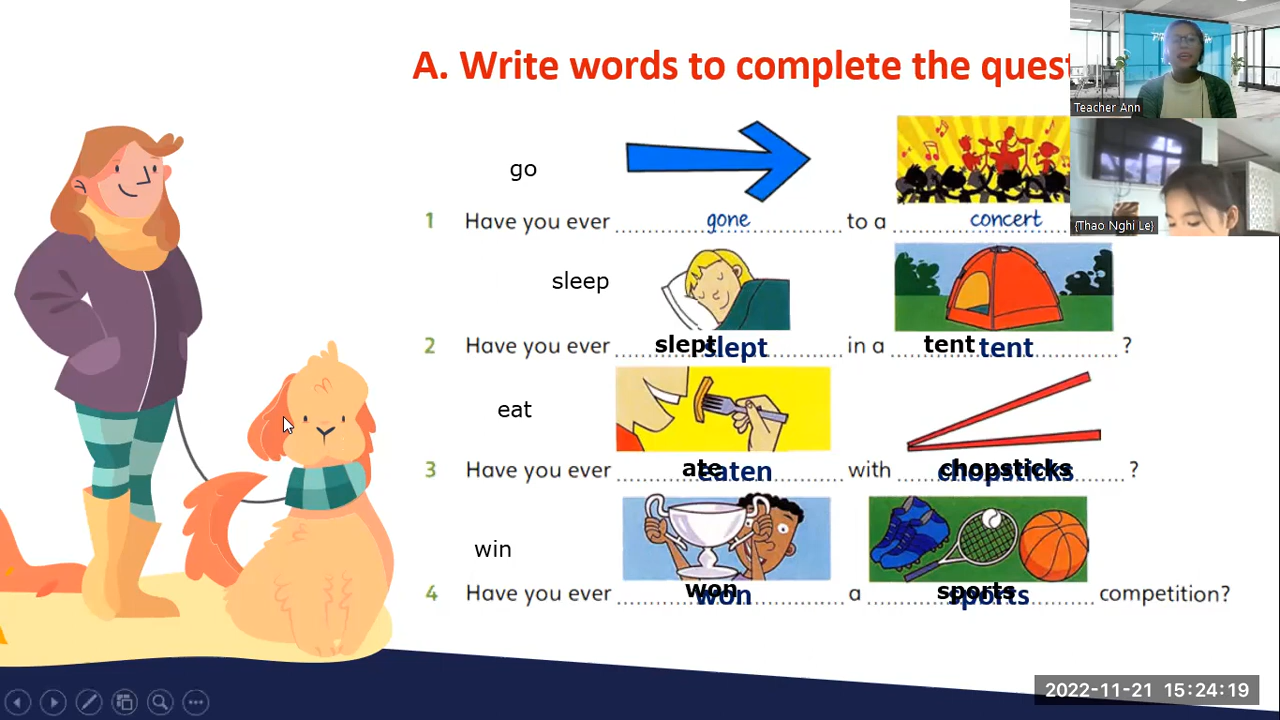 A. Write words to complete the quest
Teacher Ann
go
(Thao Nghi Le)
1 Have you ever gone to a concert
sleep
2 Have you ever slept slept in a tent tent ?
eat
3 Have you ever ate eaten with chopsticks chopsticks ?
win
4 Have you ever won won a sports sports competition?
2022-11-21 15:24:19